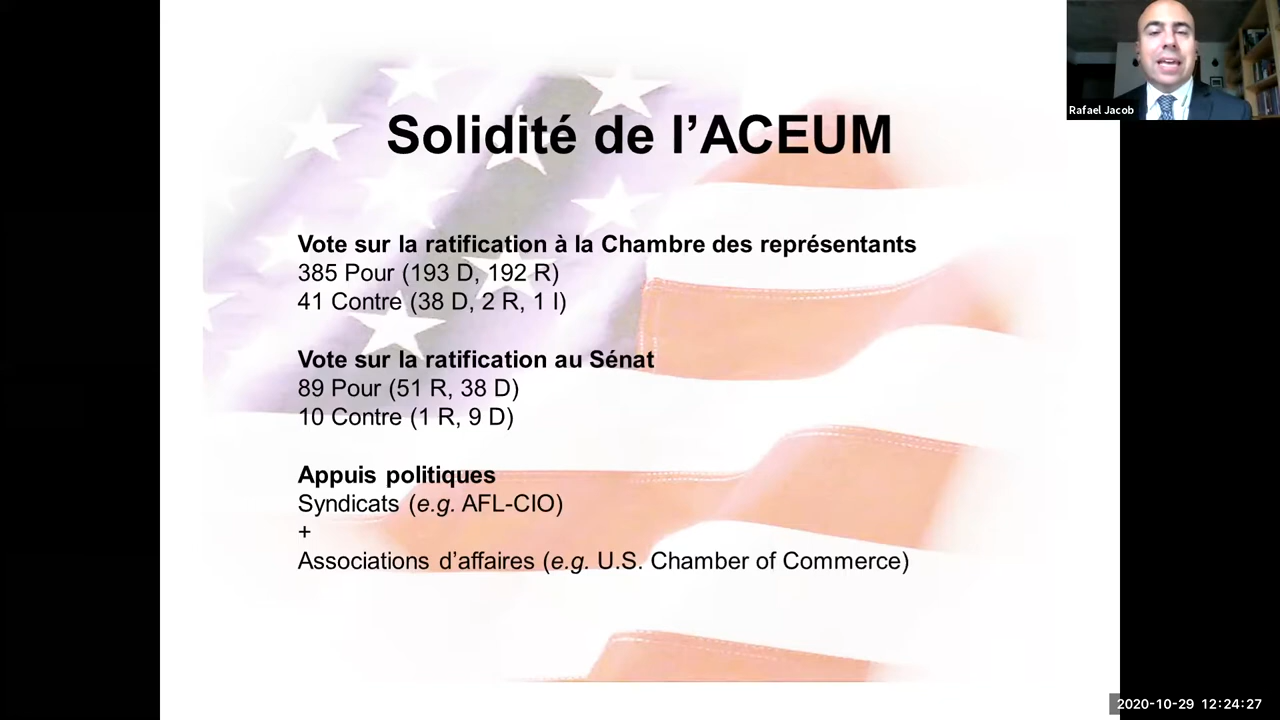 Rafael Jacob
Solidité de l’ACEUM
Vote sur la ratification à la Chambre des représentants
385 Pour (193 D, 192 R)
41 Contre (38 D, 2 R, 1 I)
Vote sur la ratification au Sénat
89 Pour (51 R, 38 D)
10 Contre (1 R, 9 D)
Appuis politiques
Syndicats (e.g. AFL-CIO)
+
Associations d’affaires (e.g. U.S. Chamber of Commerce)
2020-10-29 12:24:27